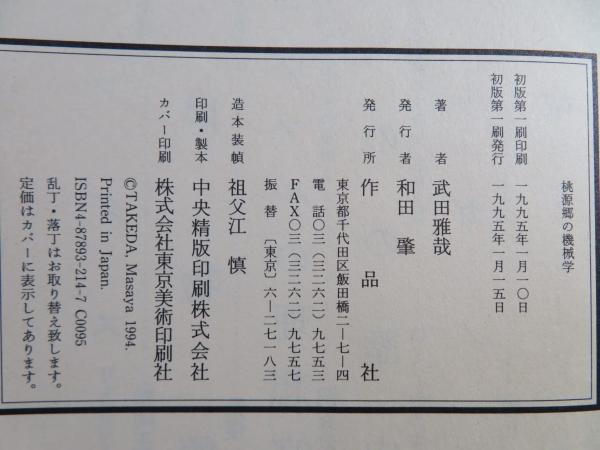 桃源郷の機械学
初版第一刷印刷　一九九五年一月一〇日
初版第一刷発行　一九九五年一月一五日
著者　武田雅哉
発行者　和田　肇
発行所　作品社
東京都千代田区飯田橋二―七―四
電話〇三(三二六二)九七五三
FAX〇三(三二六二)九七五七
振替　〔東京〕六―二七一八三
造本装幀　祖父江　慎
印刷・製本　中央精版印刷株式会社
カバー印刷　株式会社東京美術印刷社
©TAKEDA, Masaya 1994.
Printed in Japan.
ISBN4-87893-214-7 C0095
乱丁・落丁はお取り替え致します。
定価はカバーに表示してあります。